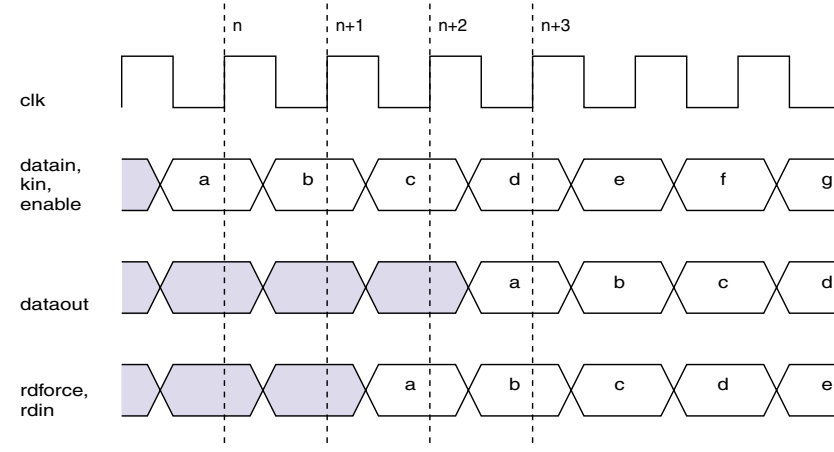 n n+1 n+2 n+3
clk
datain,
kin,
enable
a b c d e f g
dataout
a b c d
rdforce,
rdin
a b c d e